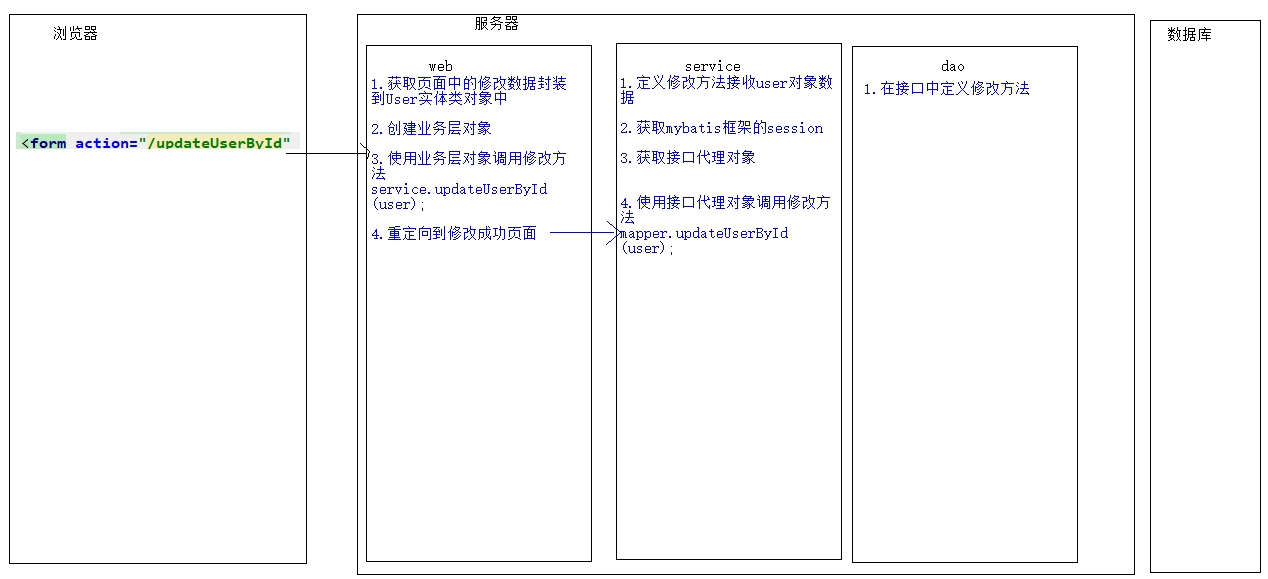 浏览器
<form action="/updateUserById"
服务器
web
1.获取页面中的修改数据封装
到User实体类对象中
2.创建业务层对象
3.使用业务层对象调用修改方
法
service.updateUserById
(user);
4.重定向到修改成功页面
service
1.定义修改方法接收user对象数
据
2.获取mybatis框架的session
3.获取接口代理对象
4.使用接口代理对象调用修改方
法
mapper.updateUserById
(user);
dao
1.在接口中定义修改方法
数据库